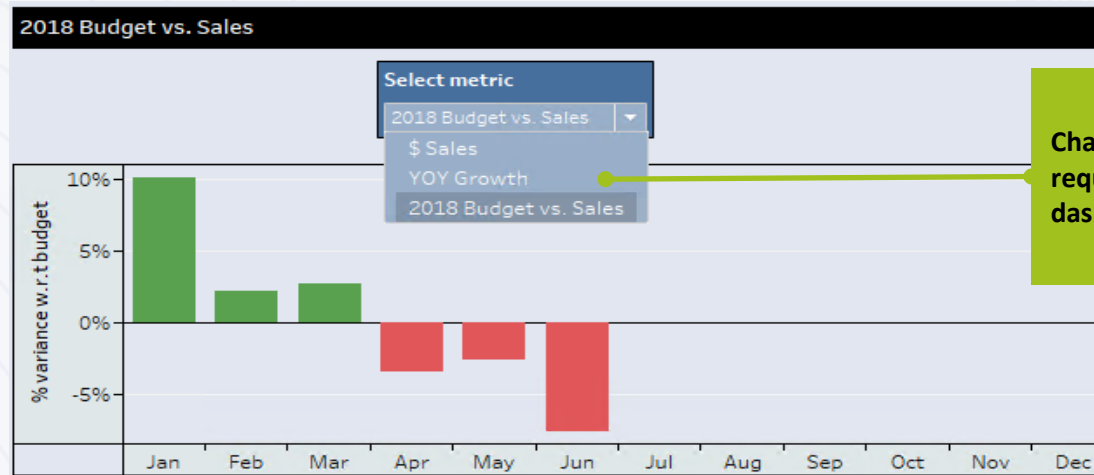 2018 Budget vs. Sales
Select metric
2018 Budget vs. Sales
$ Sales
YOY Growth
2018 Budget vs. Sales
% variance w.r.t budget
10%
5%
0%
-5%
Jan Feb Mar Apr May Jun Jul Aug Sep Oct Nov Dec